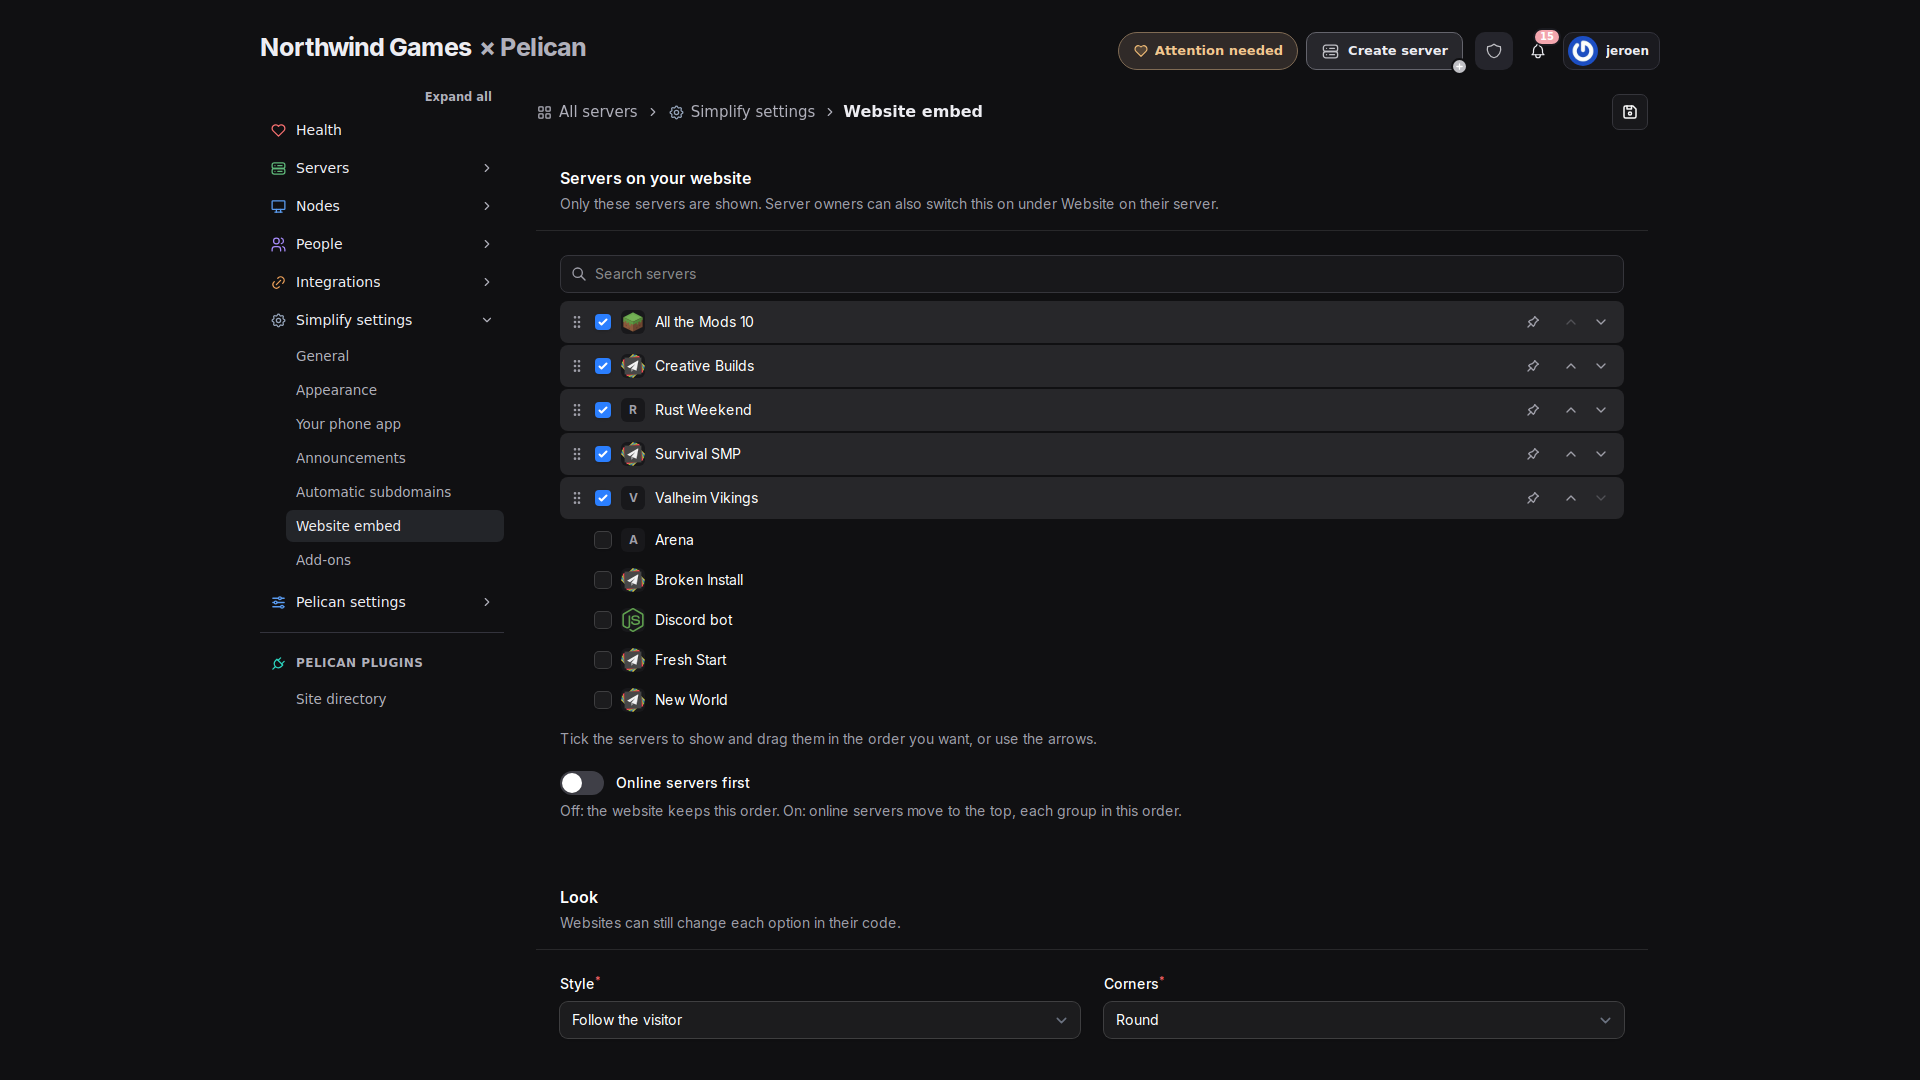 Northwind Games × Pelican
Attention needed
Create server
15
jeroen
Expand all
Health
Servers
Nodes
People
Integrations
Simplify settings
General
Appearance
Your phone app
Announcements
Automatic subdomains
Website embed
Add-ons
Pelican settings
PELICAN PLUGINS
Site directory
All servers > Simplify settings > Website embed
Servers on your website
Only these servers are shown. Server owners can also switch this on under Website on their server.
Search servers
All the Mods 10
Creative Builds
R Rust Weekend
Survival SMP
V Valheim Vikings
A Arena
Broken Install
JS Discord bot
Fresh Start
New World
Tick the servers to show and drag them in the order you want, or use the arrows.
Online servers first
Off: the website keeps this order. On: online servers move to the top, each group in this order.
Look
Websites can still change each option in their code.
Style*
Follow the visitor
Corners*
Round